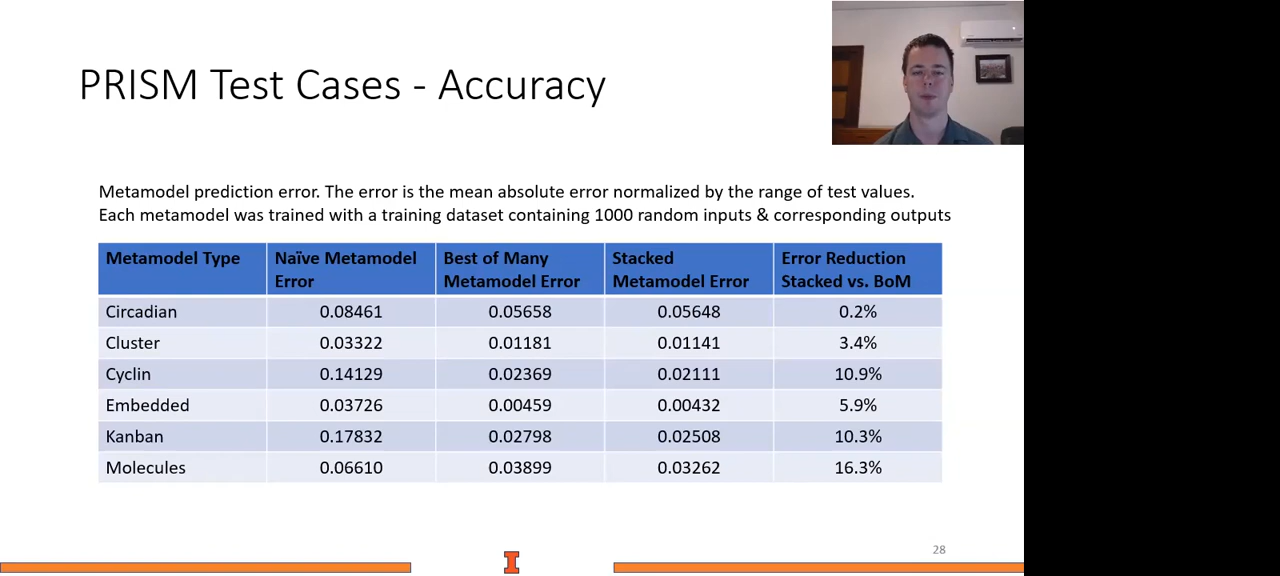 PRISM Test Cases - Accuracy
Metamodel prediction error. The error is the mean absolute error normalized by the range of test values.
Each metamodel was trained with a training dataset containing 1000 random inputs & corresponding outputs
Metamodel Type Naïve Metamodel Error Best of Many Metamodel Error Stacked Metamodel Error Error Reduction Stacked vs. BoM
Circadian 0.08461 0.05658 0.05648 0.2%
Cluster 0.03322 0.01181 0.01141 3.4%
Cyclin 0.14129 0.02369 0.02111 10.9%
Embedded 0.03726 0.00459 0.00432 5.9%
Kanban 0.17832 0.02798 0.02508 10.3%
Molecules 0.06610 0.03899 0.03262 16.3%
28
I